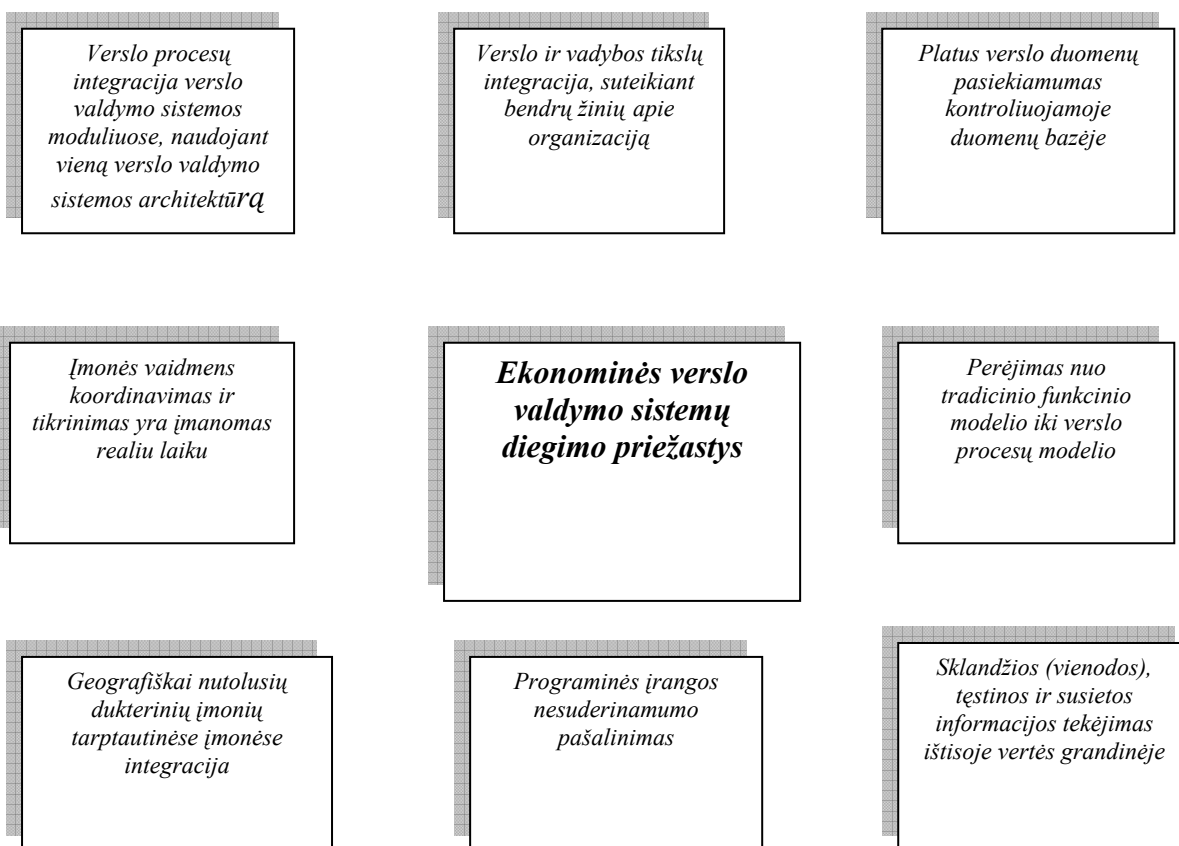 Verslo procesų
integracija verslo
valdymo sistemos
moduliuose, naudojant
vieną verslo valdymo
sistemos architektūrą
Verslo ir vadybos tikslų
integracija, suteikiant
bendrų žinių apie
organizaciją
Platus verslo duomenų
pasiekiamumas
kontroliuojamoje
duomenų bazėje
Įmonės vaidmens
koordinavimas ir
tikrinimas yra įmanomas
realiu laiku
Ekonominės verslo
valdymo sistemų
diegimo priežastys
Perėjimas nuo
tradicinio funkcinio
modelio iki verslo
procesų modelio
Geografiškai nutolusių
dukterinių įmonių
tarptautinėse įmonėse
integracija
Programinės įrangos
nesuderinamumo
pašalinimas
Sklandžios (vienodos),
tęstinos ir susietos
informacijos tekėjimas
ištisoje vertės grandinėje